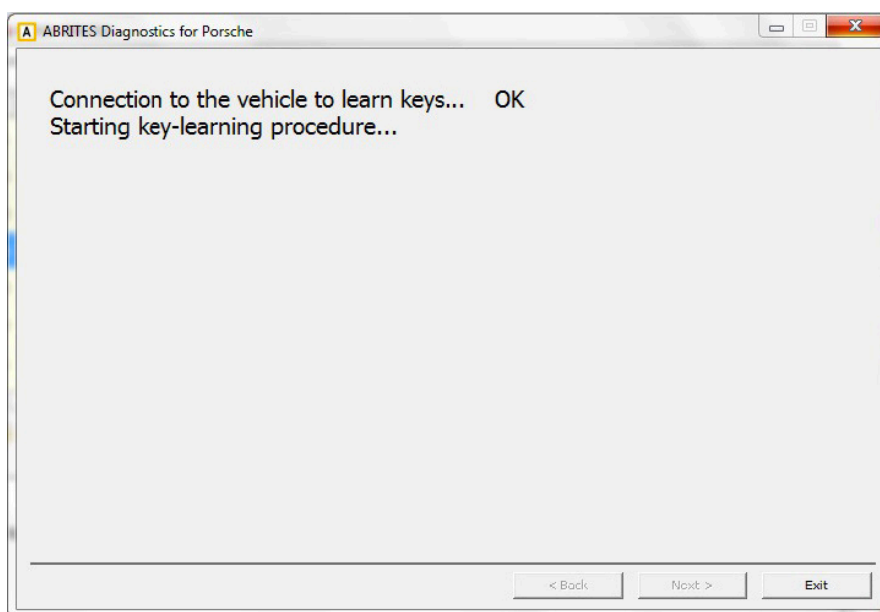 A ABRITES Diagnostics for Porsche
Connection to the vehicle to learn keys... OK
Starting key-learning procedure...
< Back Next > Exit